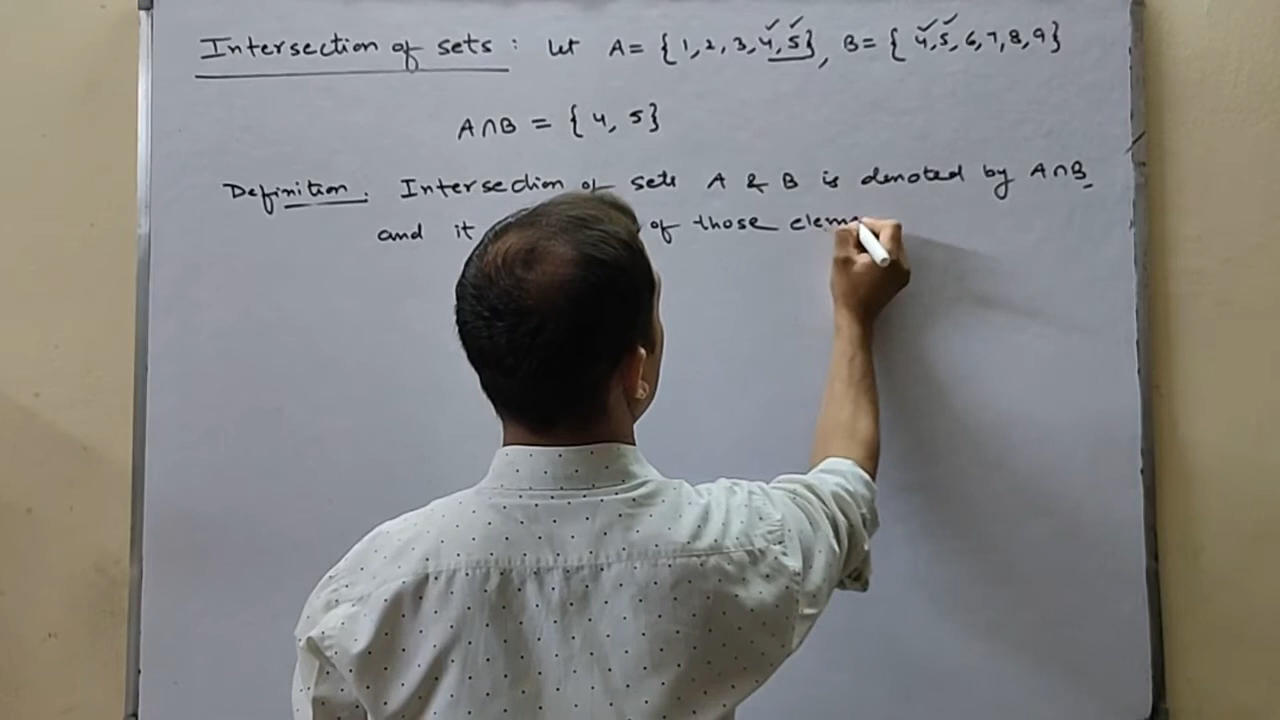 Intersection of sets : Let A = {1, 2, 3, 4, 5}, B = {4, 5, 6, 7, 8, 9}
A∩B = {4, 5}
Definition. Intersection of sets A & B is denoted by A∩B
and it of those eleme